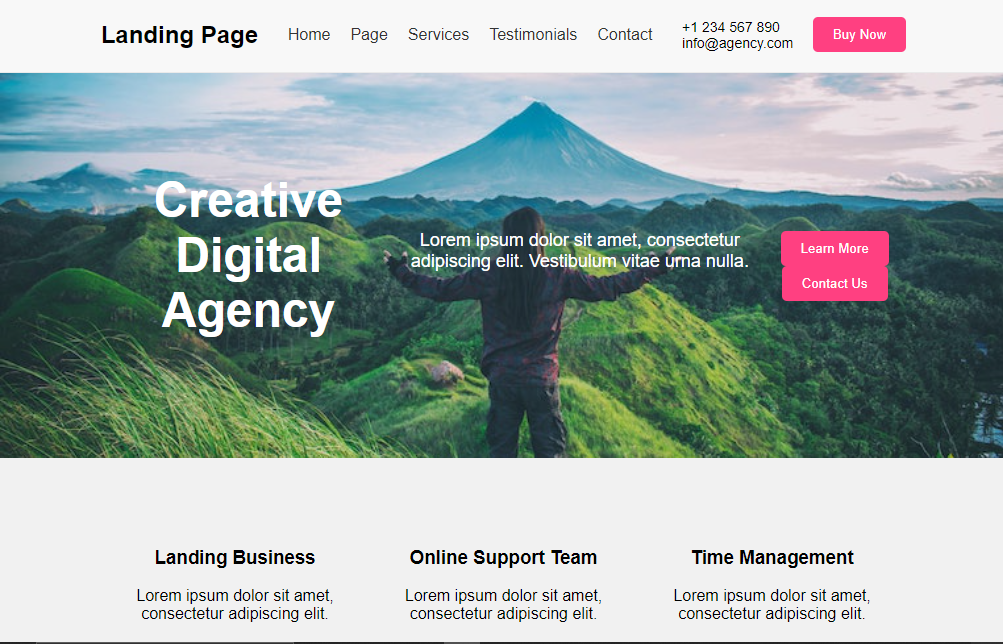 Landing Page
Home Page Services Testimonials Contact
+1 234 567 890
info@agency.com
Buy Now
Creative
Digital
Agency
Lorem ipsum dolor sit amet, consectetur
adipiscing elit. Vestibulum vitae urna nulla.
Learn More
Contact Us
Landing Business
Lorem ipsum dolor sit amet,
consectetur adipiscing elit.
Online Support Team
Lorem ipsum dolor sit amet,
consectetur adipiscing elit.
Time Management
Lorem ipsum dolor sit amet,
consectetur adipiscing elit.